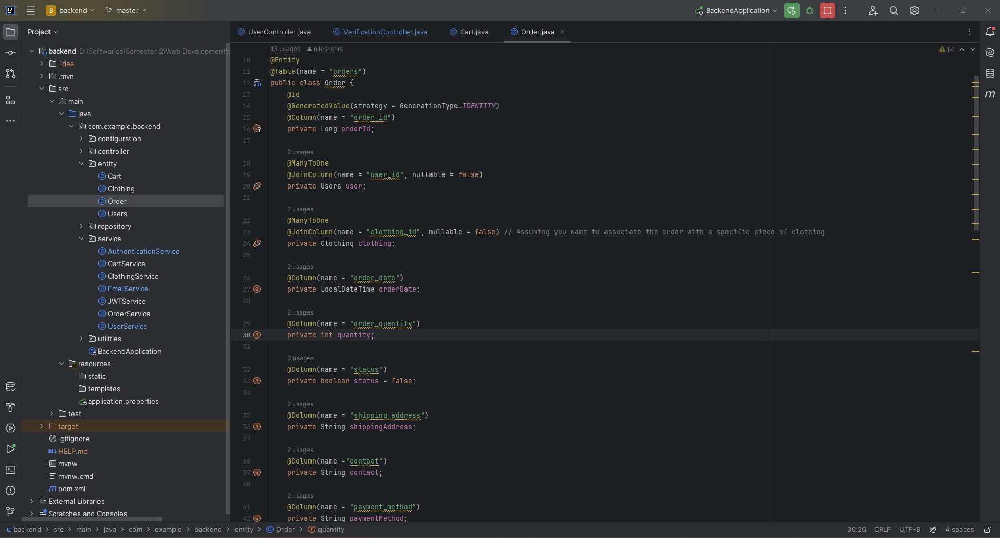 B backend master BackendApplication
Project
UserController.java VerificationController.java Cart.java Order.java
backend D:\Softwarica\Semester 2\Web Development\
.idea
.mvn
src
main
java
com.example.backend
configuration
controller
entity
Cart
Clothing
Order
Users
repository
service
AuthenticationService
CartService
ClothingService
EmailService
JWTService
OrderService
UserService
utilities
BackendApplication
resources
static
templates
application.properties
test
target
.gitignore
HELP.md
mvnw
mvnw.cmd
pom.xml
External Libraries
Scratches and Consoles
13 usages nileshshrs
14
10 @Entity
11 @Table(name = "orders")
12 public class Order {
13 @Id
14 @GeneratedValue(strategy = GenerationType.IDENTITY)
15 @Column(name = "order_id")
16 private Long orderId;
17
2 usages
18 @ManyToOne
19 @JoinColumn(name = "user_id", nullable = false)
20 private Users user;
21
2 usages
22 @ManyToOne
23 @JoinColumn(name = "clothing_id", nullable = false) // Assuming you want to associate the order with a specific piece of clothing
24 private Clothing clothing;
25
2 usages
26 @Column(name = "order_date")
27 private LocalDateTime orderDate;
28
2 usages
29 @Column(name = "order_quantity")
30 private int quantity;
31
3 usages
32 @Column(name = "status")
33 private boolean status = false;
34
2 usages
35 @Column(name = "shipping_address")
36 private String shippingAddress;
37
2 usages
38 @Column(name ="contact")
39 private String contact;
40
2 usages
41 @Column(name = "payment_method")
42 private String paymentMethod;
backend > src > main > java > com > example > backend > entity > Order > quantity
30:26 CRLF UTF-8 4 spaces